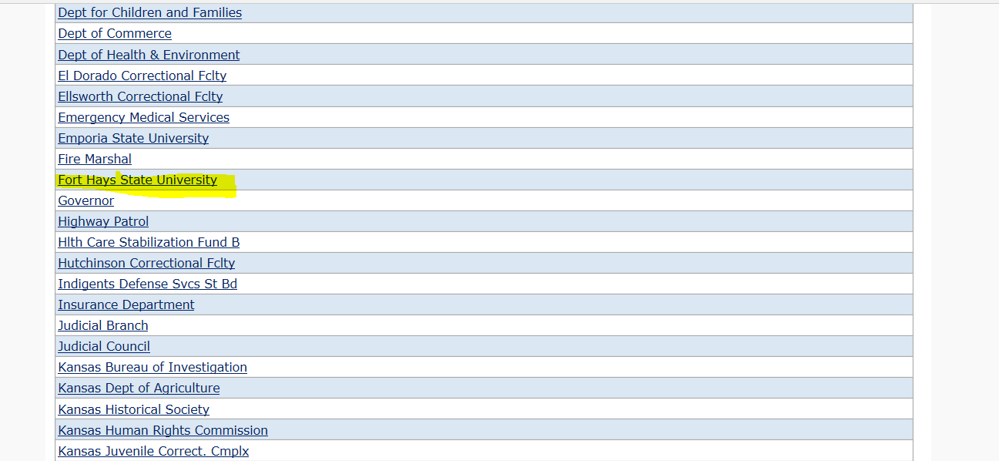 Dept for Children and Families
Dept of Commerce
Dept of Health & Environment
El Dorado Correctional Fclty
Ellsworth Correctional Fclty
Emergency Medical Services
Emporia State University
Fire Marshal
Fort Hays State University
Governor
Highway Patrol
Hlth Care Stabilization Fund B
Hutchinson Correctional Fclty
Indigents Defense Svcs St Bd
Insurance Department
Judicial Branch
Judicial Council
Kansas Bureau of Investigation
Kansas Dept of Agriculture
Kansas Historical Society
Kansas Human Rights Commission
Kansas Juvenile Correct. Cmplx